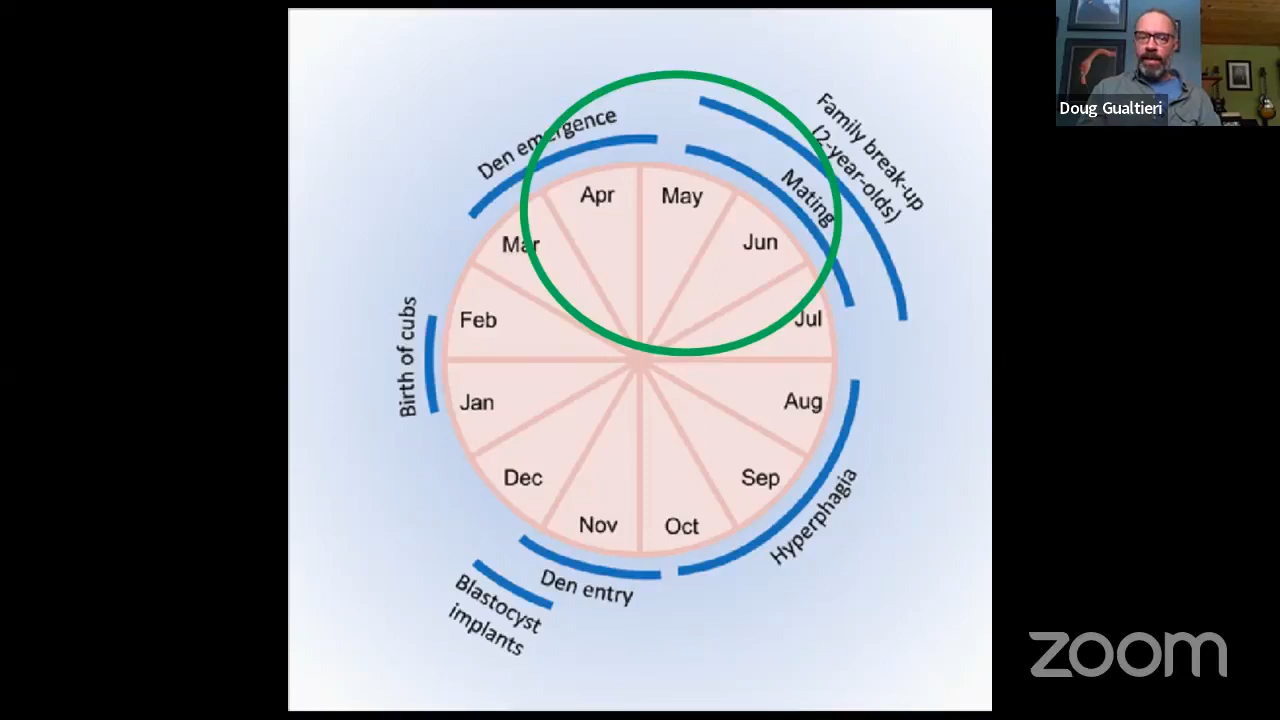 Doug Gualtieri
Den emergence
Family break-up
(2-year-olds)
Mating
Apr
May
Mar
Jun
Feb
Jul
Birth of cubs
Jan
Aug
Dec
Sep
Nov
Oct
Hyperphagia
Den entry
Blastocyst
implants
zoom